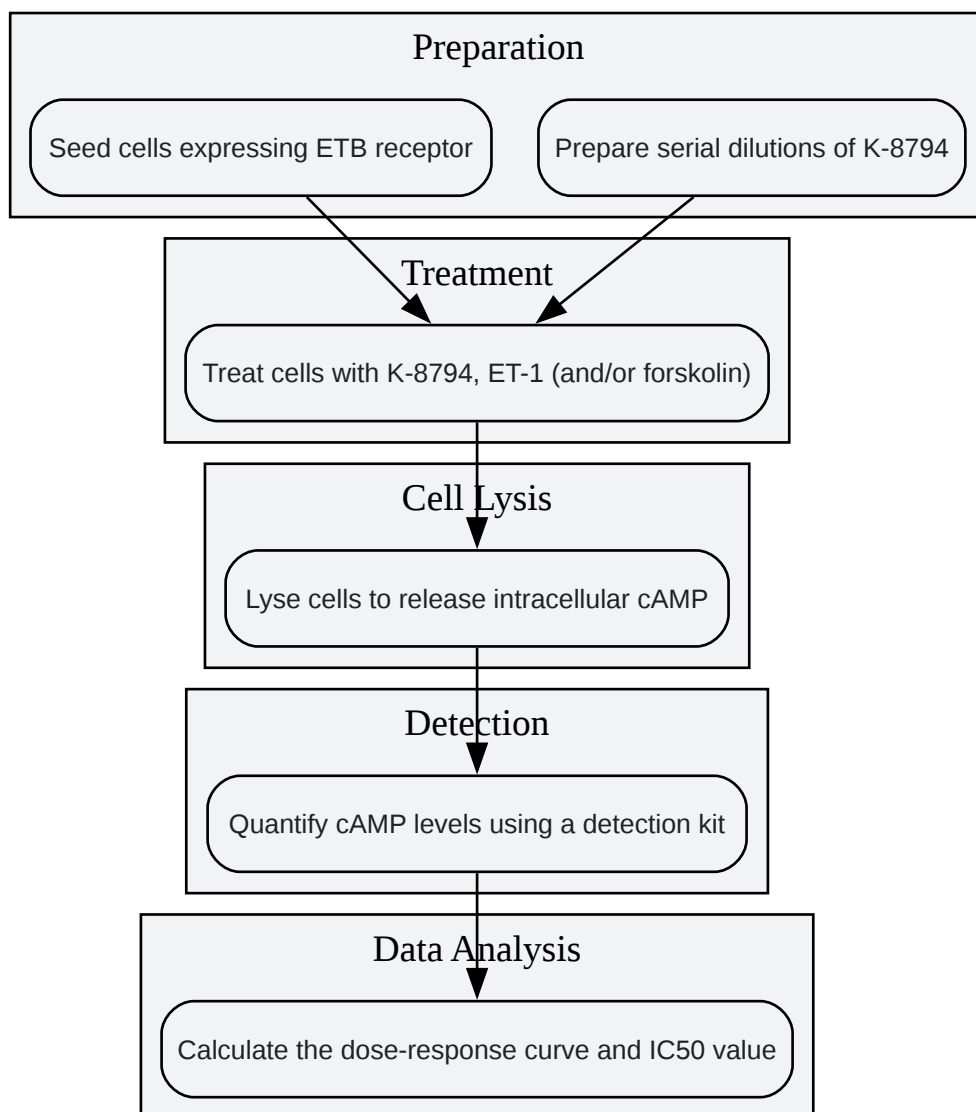 Preparation
Seed cells expressing ETB receptor
Prepare serial dilutions of K-8794
Treatment
Treat cells with K-8794, ET-1 (and/or forskolin)
Cell Lysis
Lyse cells to release intracellular cAMP
Detection
Quantify cAMP levels using a detection kit
Data Analysis
Calculate the dose-response curve and IC50 value